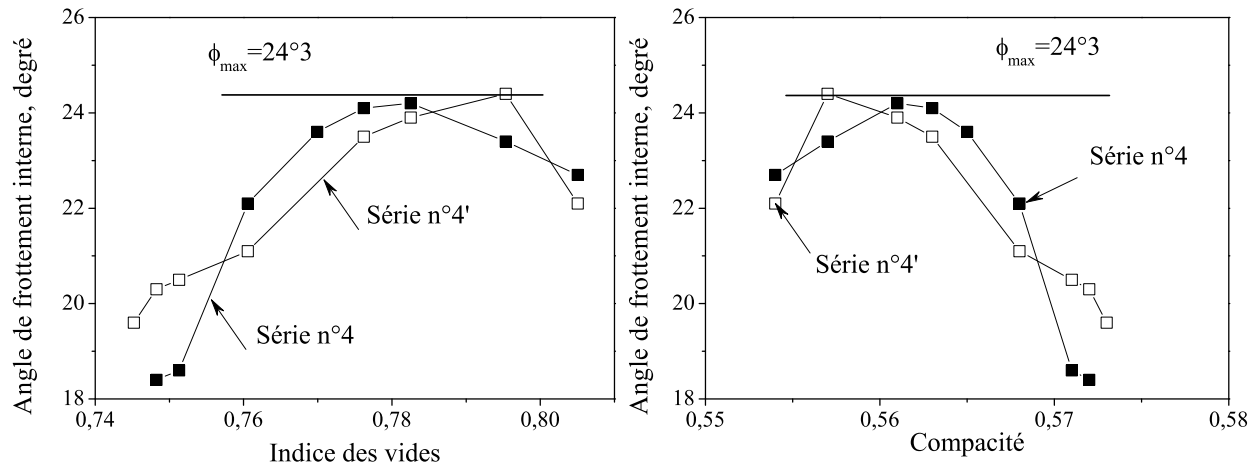 Angle de frottement interne, degré
26
24
22
20
18
ϕmax=24°3
Série n°4'
Série n°4
0,74
0,76
0,78
0,80
Indice des vides
Angle de frottement interne, degré
26
24
22
20
18
ϕmax=24°3
Série n°4
Série n°4'
0,55
0,56
0,57
0,58
Compacité